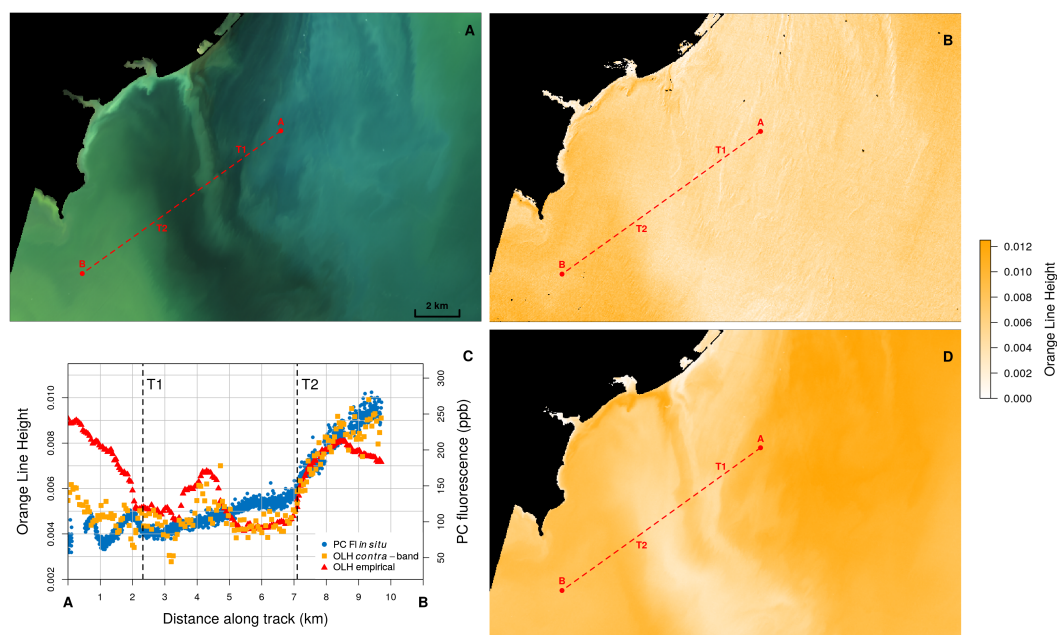 A
A
T1
T2
B
2 km
B
A
T1
T2
B
Orange Line Height
0.012
0.010
0.008
0.006
0.004
0.002
0.000
C
T1
T2
Orange Line Height
0.010
0.008
0.006
0.004
0.002
300
250
200
150
100
50
PC fluorescence (ppb)
PC Fl in situ
OLH contra−band
OLH empirical
A
1 2 3 4 5 6 7 8 9 10
B
Distance along track (km)
D
A
T1
T2
B